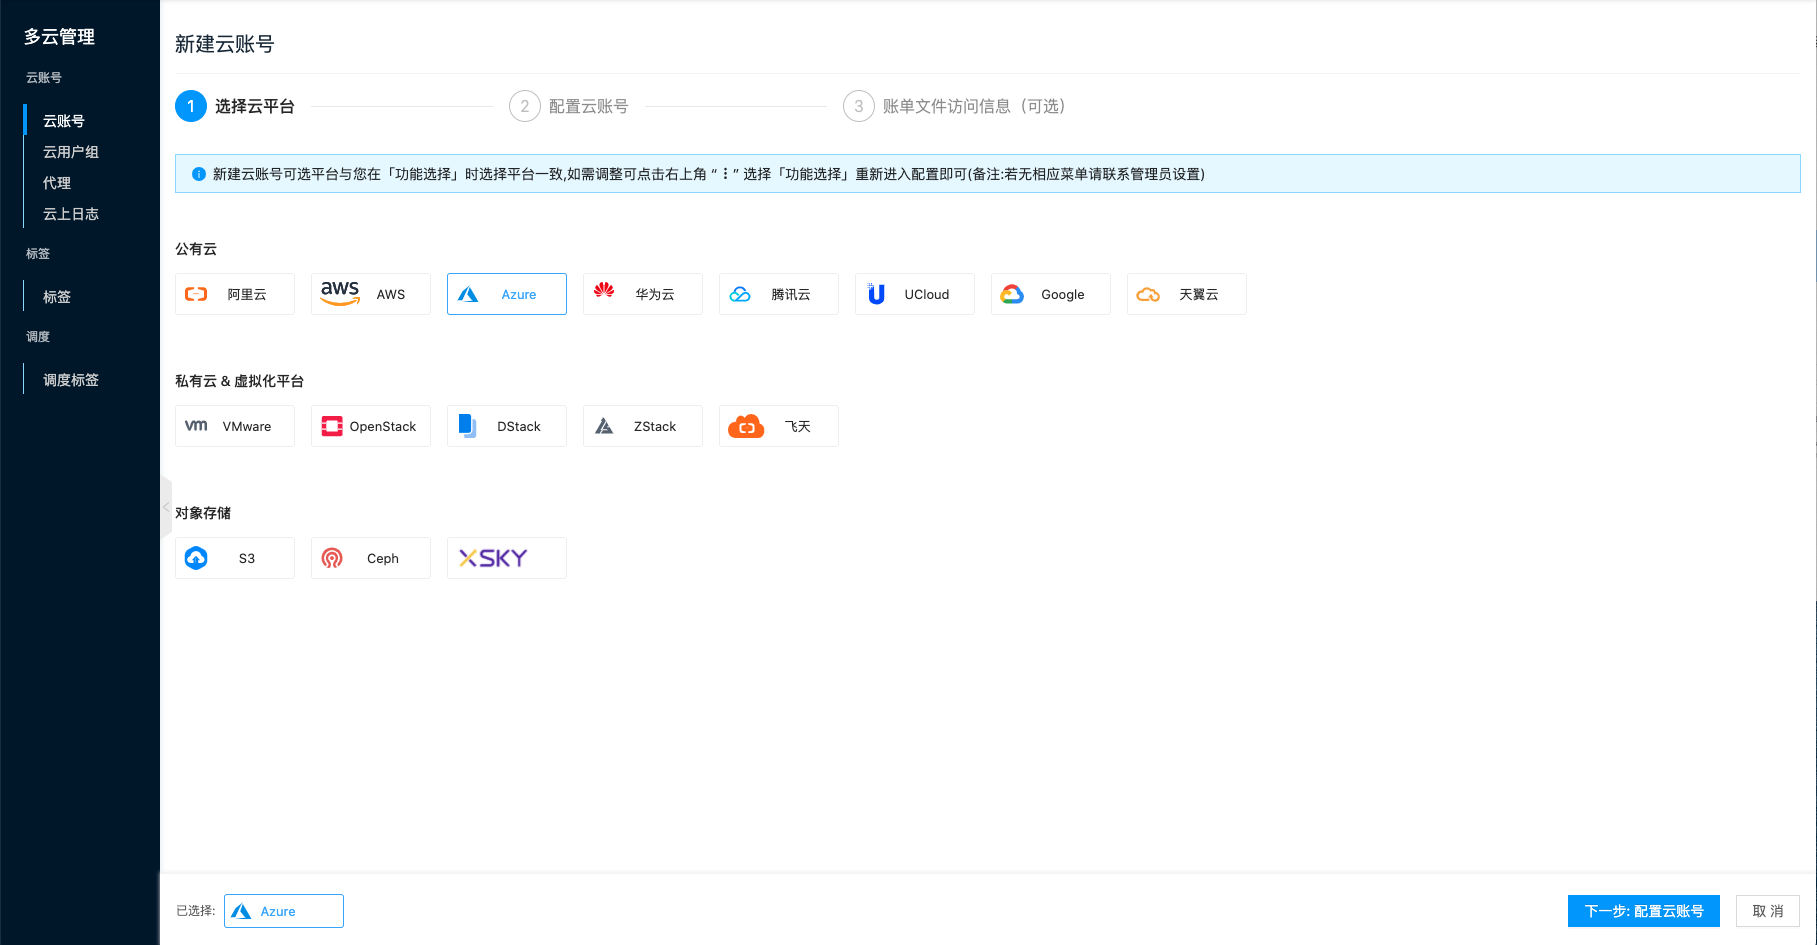 多云管理
云账号
云账号
云用户组
代理
云上日志
标签
标签
调度
调度标签
新建云账号
1 选择云平台 2 配置云账号 3 账单文件访问信息（可选）
新建云账号可选平台与您在「功能选择」时选择平台一致,如需调整可点击右上角 “⋮” 选择「功能选择」重新进入配置即可(备注:若无相应菜单请联系管理员设置)
公有云
阿里云 aws AWS Azure 华为云 腾讯云 UCloud Google 天翼云
私有云 & 虚拟化平台
vm VMware OpenStack DStack ZStack 飞天
对象存储
S3 Ceph XSKY
已选择: Azure 下一步: 配置云账号 取 消